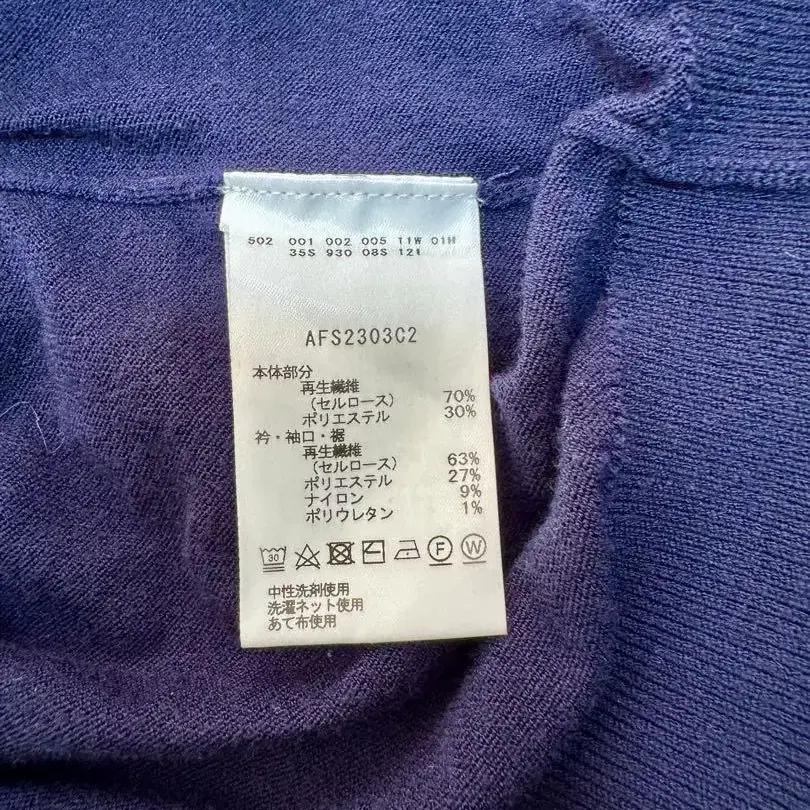 502 001 002 005 11W 01H
35S 930 08S 121
AFS2303C2
本体部分
再生繊維
(セルロース) 70%
ポリエステル 30%
衿・袖口・裾
再生繊維
(セルロース) 63%
ポリエステル 27%
ナイロン 9%
ポリウレタン 1%
30 F W
中性洗剤使用
洗濯ネット使用
あて布使用